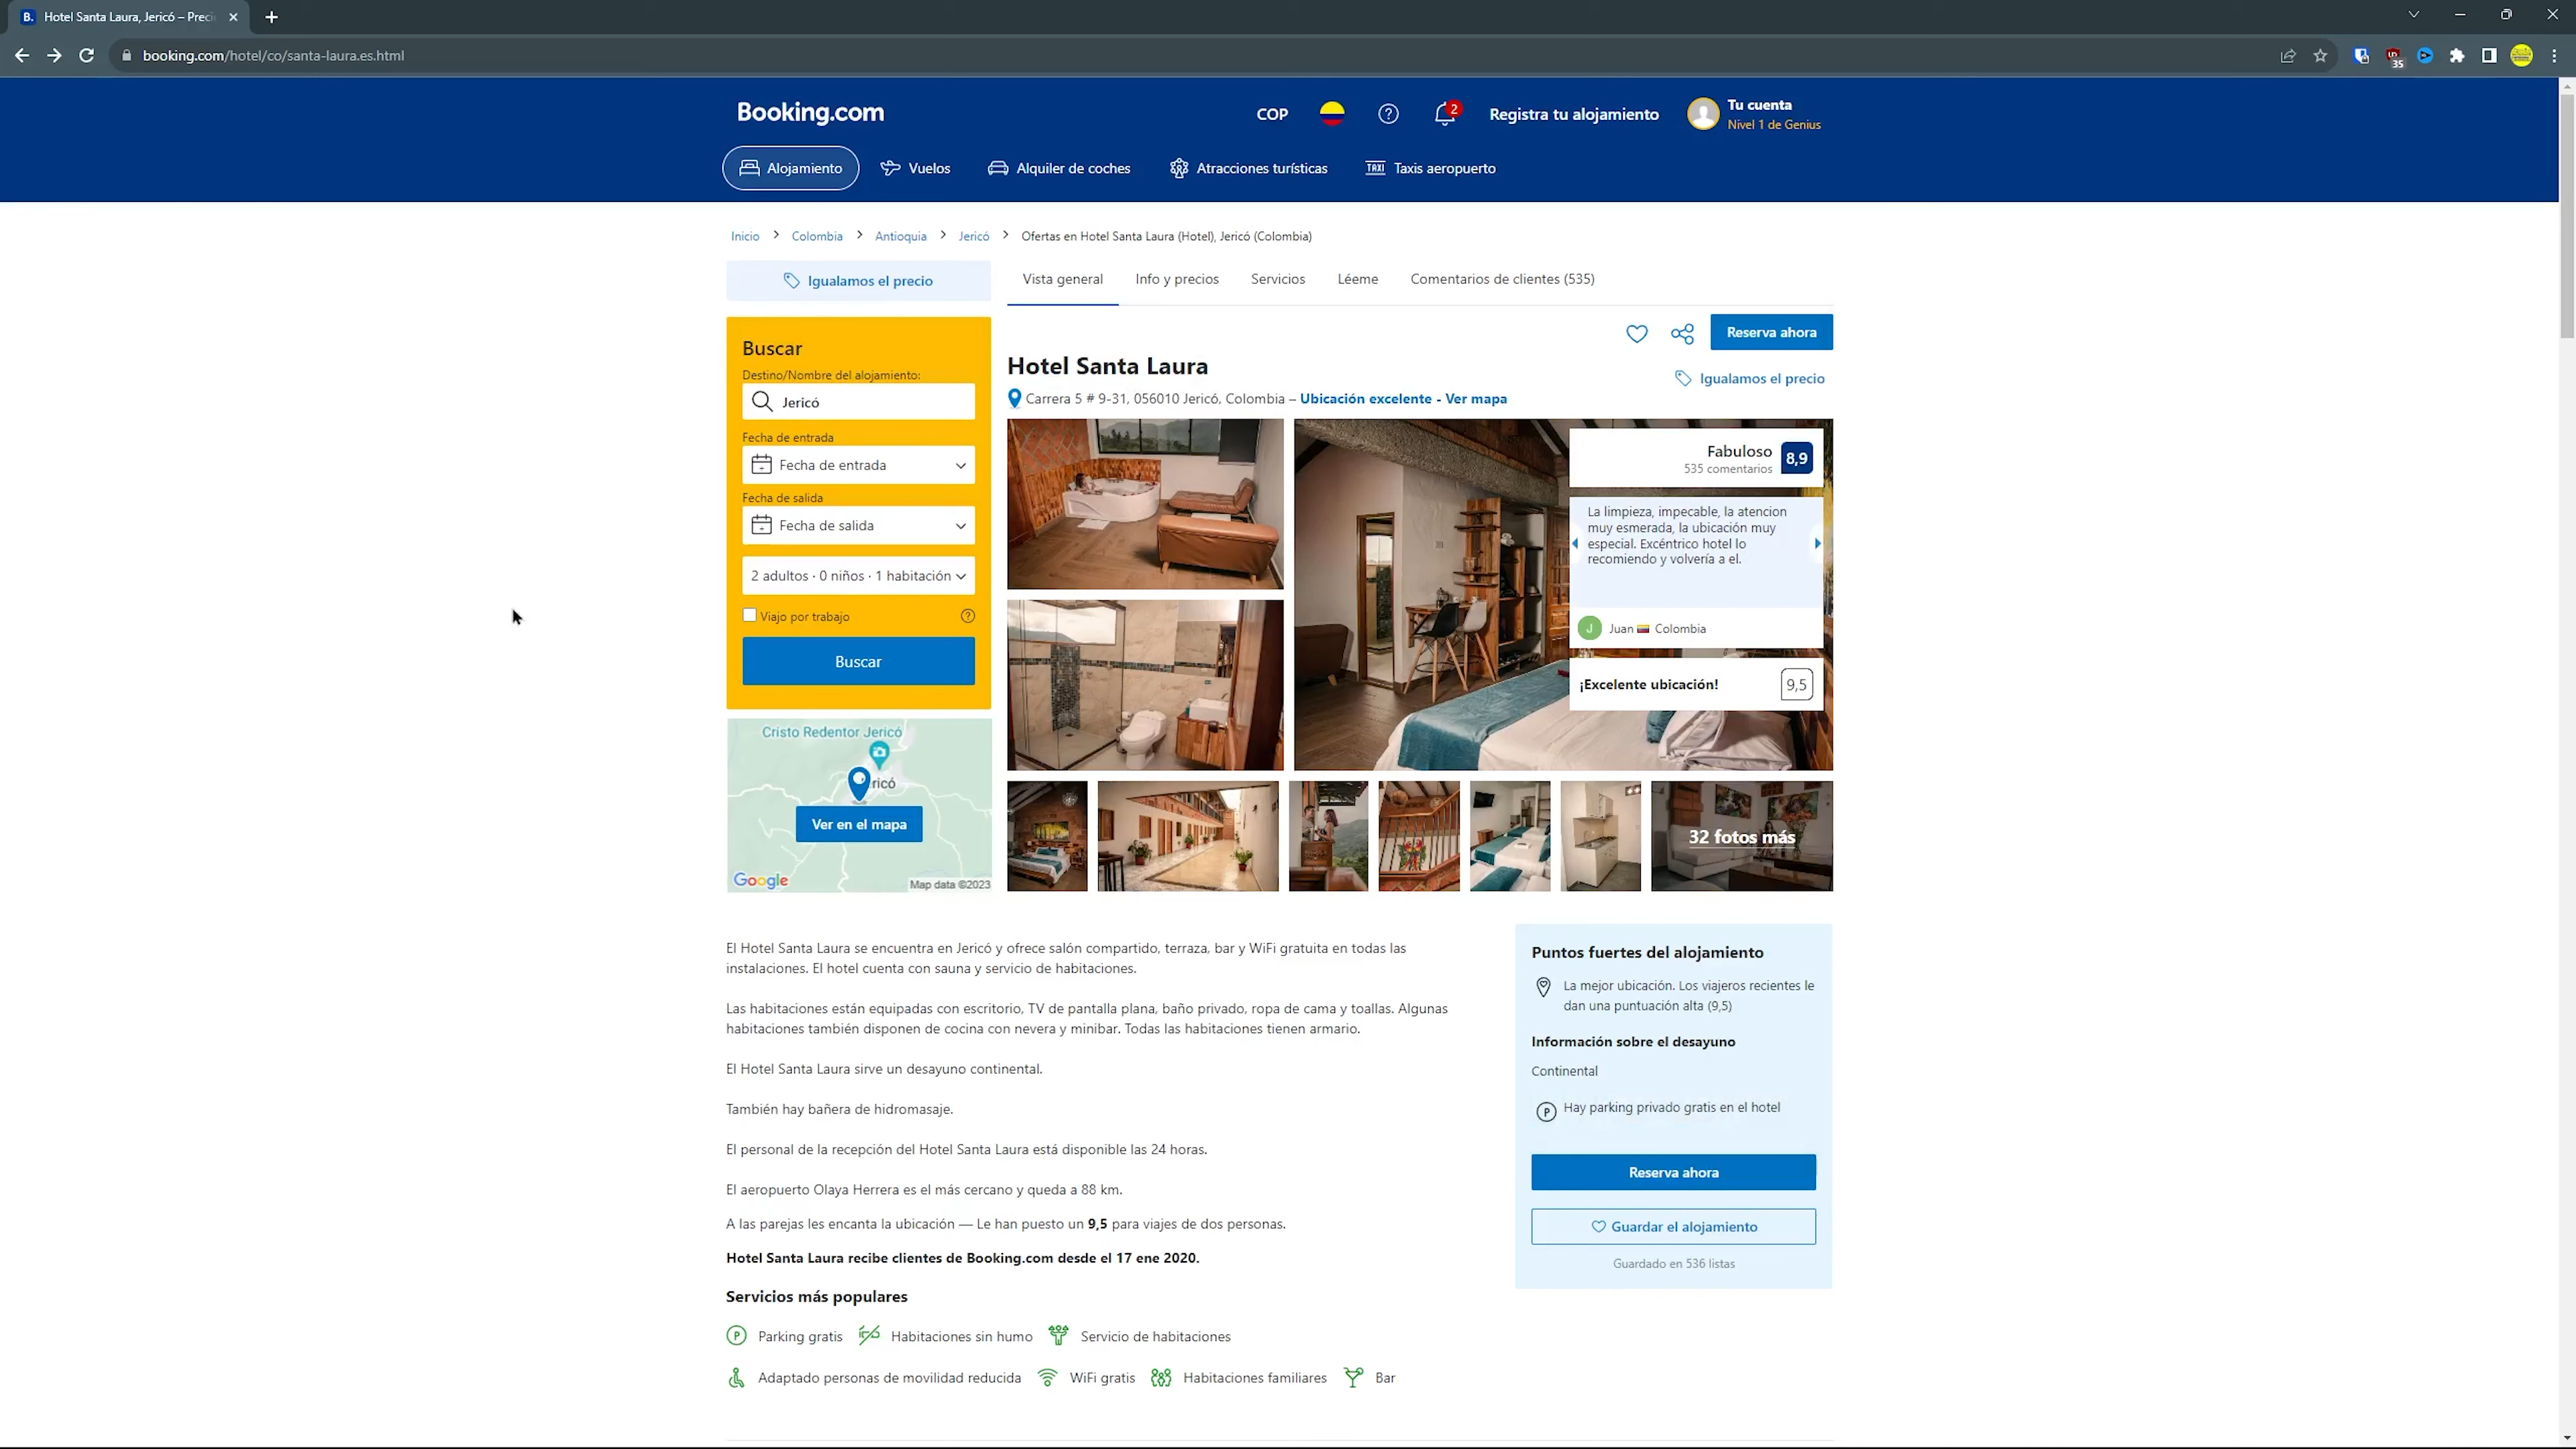 Hotel Santa Laura, Jericó – Preci
booking.com/hotel/co/santa-laura.es.html
35
Booking.com
COP
2
Registra tu alojamiento
Tu cuenta
Nivel 1 de Genius
Alojamiento
Vuelos
Alquiler de coches
Atracciones turísticas
TAXI
Taxis aeropuerto
Inicio > Colombia > Antioquia > Jericó > Ofertas en Hotel Santa Laura (Hotel), Jericó (Colombia)
Igualamos el precio
Vista general
Info y precios
Servicios
Léeme
Comentarios de clientes (535)
Buscar
Destino/Nombre del alojamiento:
Jericó
Fecha de entrada
Fecha de entrada
Fecha de salida
Fecha de salida
2 adultos · 0 niños · 1 habitación
Viajo por trabajo
Buscar
Cristo Redentor Jericó
ricó
Ver en el mapa
Google
Map data ©2023
Reserva ahora
Hotel Santa Laura
Igualamos el precio
Carrera 5 # 9-31, 056010 Jericó, Colombia – Ubicación excelente - Ver mapa
Fabuloso
535 comentarios
8,9
La limpieza, impecable, la atencion
muy esmerada, la ubicación muy
especial. Excéntrico hotel lo
recomiendo y volvería a el.
J
Juan
Colombia
¡Excelente ubicación!
9,5
32 fotos más
El Hotel Santa Laura se encuentra en Jericó y ofrece salón compartido, terraza, bar y WiFi gratuita en todas las
instalaciones. El hotel cuenta con sauna y servicio de habitaciones.
Las habitaciones están equipadas con escritorio, TV de pantalla plana, baño privado, ropa de cama y toallas. Algunas
habitaciones también disponen de cocina con nevera y minibar. Todas las habitaciones tienen armario.
El Hotel Santa Laura sirve un desayuno continental.
También hay bañera de hidromasaje.
El personal de la recepción del Hotel Santa Laura está disponible las 24 horas.
El aeropuerto Olaya Herrera es el más cercano y queda a 88 km.
A las parejas les encanta la ubicación — Le han puesto un 9,5 para viajes de dos personas.
Hotel Santa Laura recibe clientes de Booking.com desde el 17 ene 2020.
Servicios más populares
Parking gratis
Habitaciones sin humo
Servicio de habitaciones
Adaptado personas de movilidad reducida
WiFi gratis
Habitaciones familiares
Bar
Puntos fuertes del alojamiento
La mejor ubicación. Los viajeros recientes le
dan una puntuación alta (9,5)
Información sobre el desayuno
Continental
Hay parking privado gratis en el hotel
Reserva ahora
Guardar el alojamiento
Guardado en 536 listas